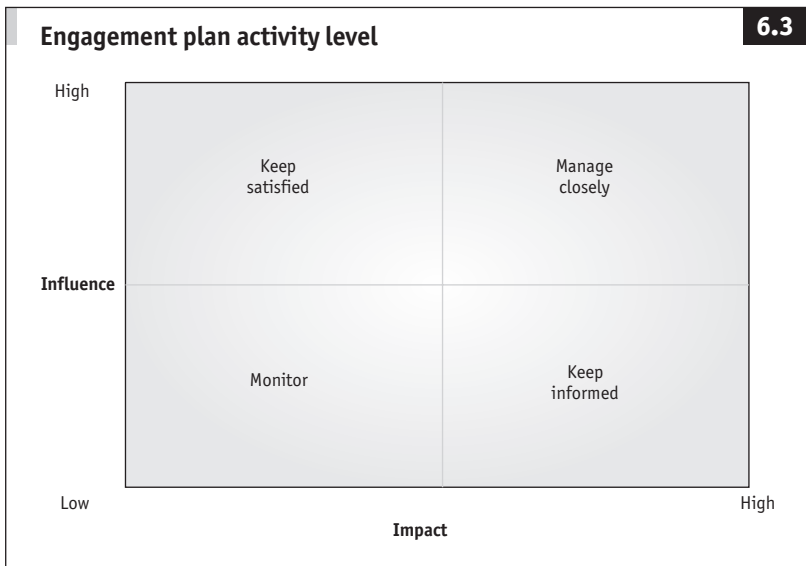 Engagement plan activity level
6.3
High
Keep
satisfied
Manage
closely
Influence
Monitor
Keep
informed
Low
High
Impact